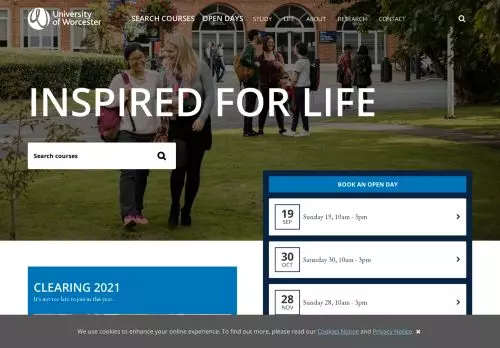 University
of Worcester
SEARCH COURSES OPEN DAYS STUDY LIFE ABOUT RESEARCH CONTACT
INSPIRED FOR LIFE
Search courses
BOOK AN OPEN DAY
19
SEP
Sunday 19, 10am - 3pm
30
OCT
Saturday 30, 10am - 3pm
28
NOV
Sunday 28, 10am - 3pm
CLEARING 2021
It's not too late to join us this year.
We use cookies to enhance your online experience. To find out more, please read our Cookies Notice and Privacy Notice.